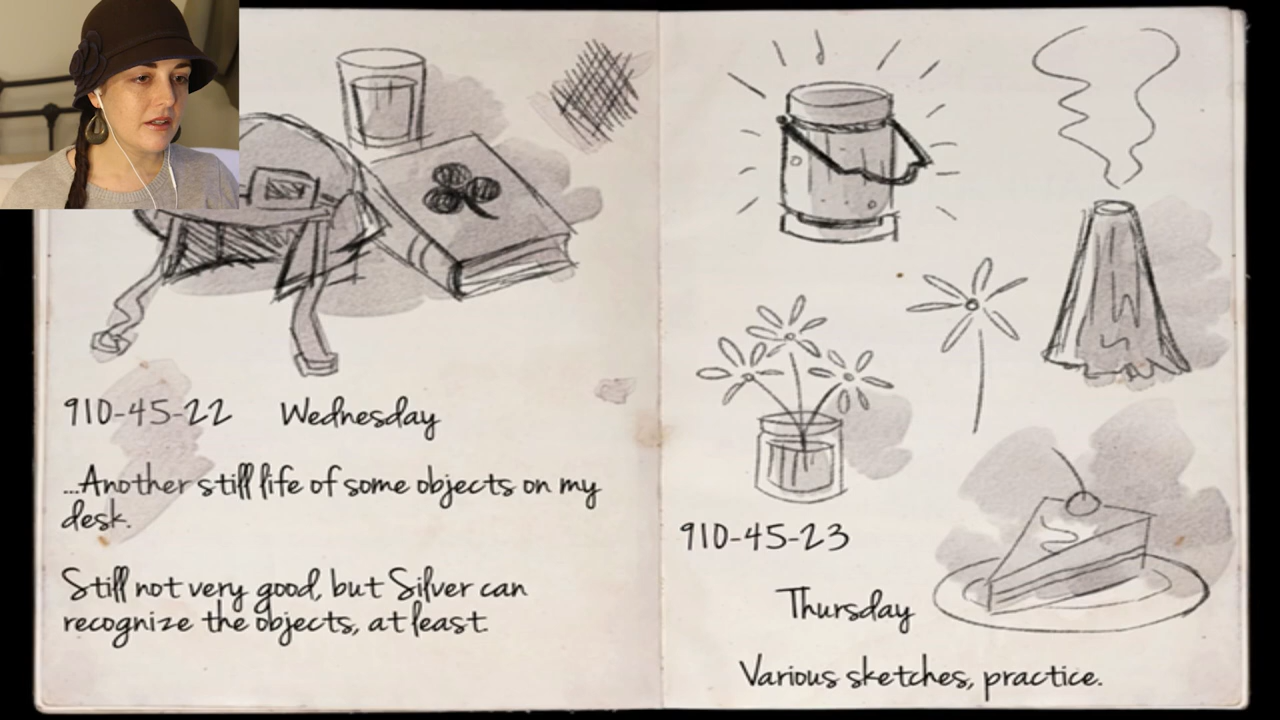 910-45-22 Wednesday
...Another still life of some objects on my
desk.
Still not very good, but Silver can
recognize the objects, at least.
910-45-23
Thursday
Various sketches, practice.